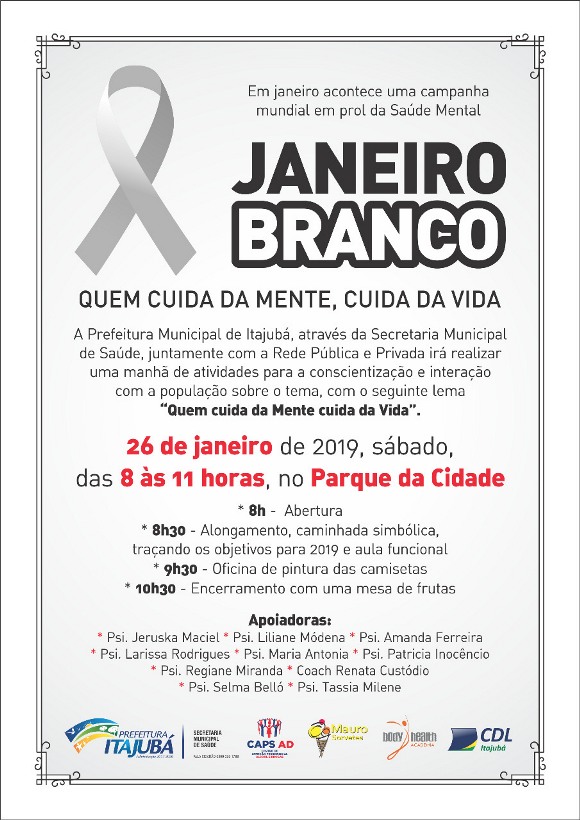 Em janeiro acontece uma campanha
mundial em prol da Saúde Mental
JANEIRO
BRANCO
QUEM CUIDA DA MENTE, CUIDA DA VIDA
A Prefeitura Municipal de Itajubá, através da Secretaria Municipal
de Saúde, juntamente com a Rede Pública e Privada irá realizar
uma manhã de atividades para a conscientização e interação
com a população sobre o tema, com o seguinte lema
“Quem cuida da Mente cuida da Vida”.
26 de janeiro de 2019, sábado,
das 8 às 11 horas, no Parque da Cidade
* 8h - Abertura
* 8h30 - Alongamento, caminhada simbólica,
traçando os objetivos para 2019 e aula funcional
* 9h30 - Oficina de pintura das camisetas
* 10h30 - Encerramento com uma mesa de frutas
Apoiadoras:
* Psi. Jeruska Maciel * Psi. Liliane Módena * Psi. Amanda Ferreira
* Psi. Larissa Rodrigues * Psi. Maria Antonia * Psi. Patricia Inocêncio
* Psi. Regiane Miranda * Coach Renata Custódio
* Psi. Selma Belló * Psi. Tassia Milene
PREFEITURA
ITAJUBÁ
SECRETARIA
MUNICIPAL
DE SAÚDE
CAPS AD
Mauro
Sorvetes
body health
ACADEMIA
CDL
Itajubá